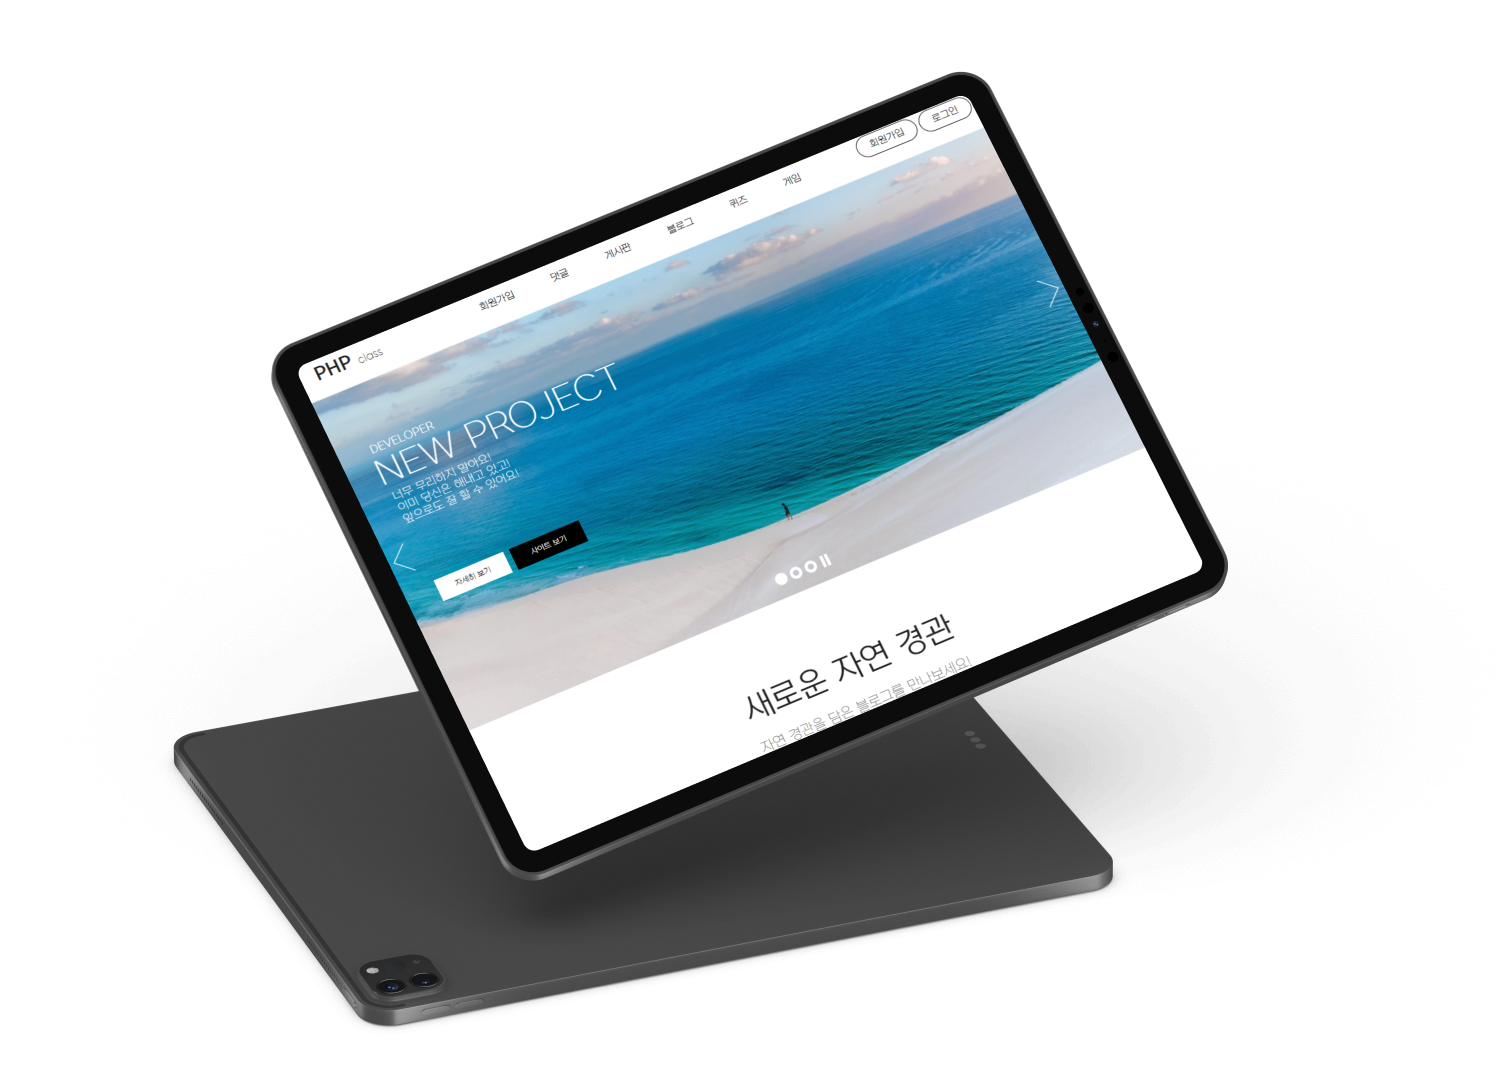 회원가입 로그인
PHP class
회원가입 댓글 게시판 블로그 퀴즈 게임
DEVELOPER
NEW PROJECT
너무 무리하지 말아요!
이미 당신은 해내고 있고!
앞으로도 잘 할 수 있어요!
자세히 보기 사이트 보기
새로운 자연 경관
자연 경관을 담은 블로그를 만나보세요!